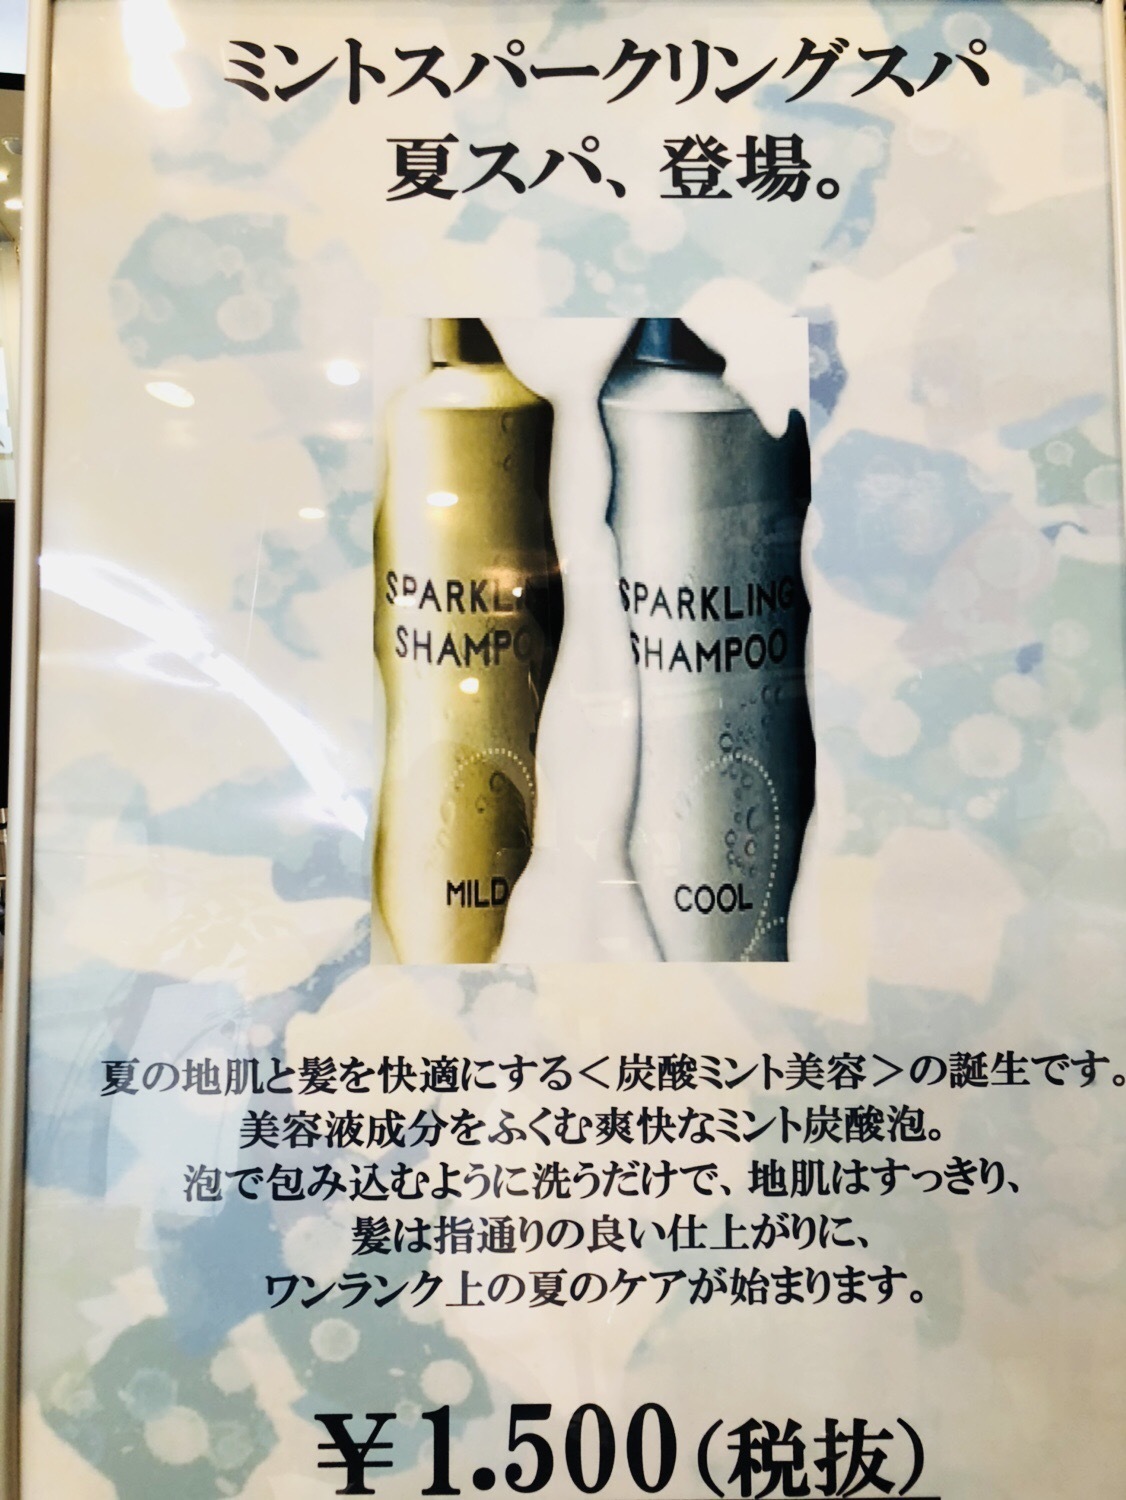 ミントスパークリングスパ
夏スパ、登場。
SPARKLING
SHAMPOO
COOL
SHAMPO
MILD
夏の地肌と髪を快適にする＜炭酸ミント美容＞の誕生です。
美容液成分をふくむ爽快なミント炭酸泡。
泡で包み込むように洗うだけで、地肌はすっきり、
髪は指通りの良い仕上がりに、
ワンランク上の夏のケアが始まります。
￥1.500（税抜）